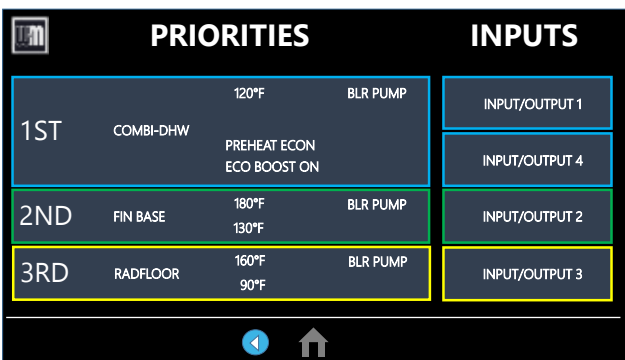 UPM
PRIORITIES
INPUTS
1ST
COMBI-DHW
120°F
BLR PUMP
PREHEAT ECON
ECO BOOST ON
INPUT/OUTPUT 1
INPUT/OUTPUT 4
2ND
FIN BASE
180°F
BLR PUMP
130°F
INPUT/OUTPUT 2
3RD
RADFLOOR
160°F
BLR PUMP
90°F
INPUT/OUTPUT 3